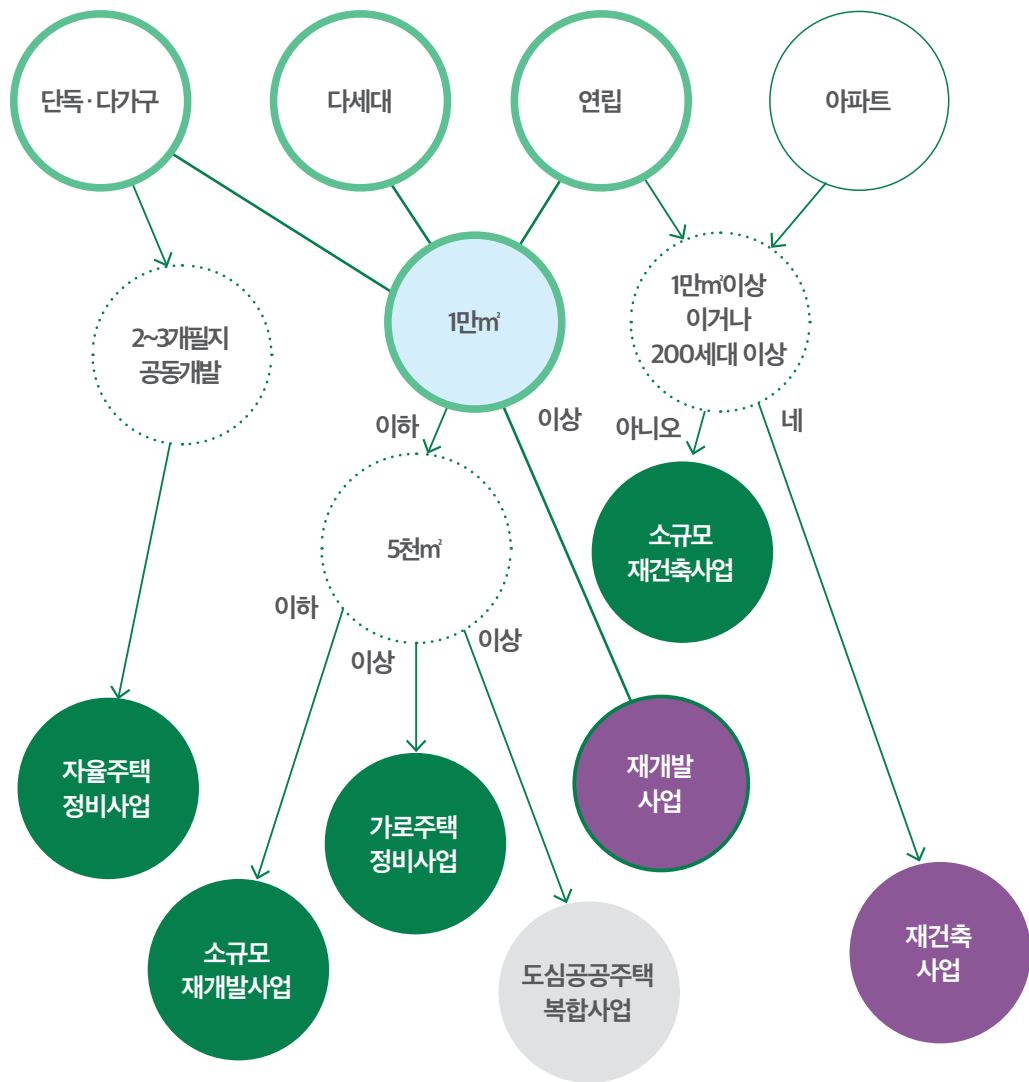 단독·다가구
다세대
연립
아파트
2~3개필지
공동개발
1만㎡
1만㎡이상
이거나
200세대 이상
이하
이상
아니오
네
5천㎡
소규모
재건축사업
이하
이상
이상
자율주택
정비사업
가로주택
정비사업
재개발
사업
소규모
재개발사업
도심공공주택
복합사업
재건축
사업